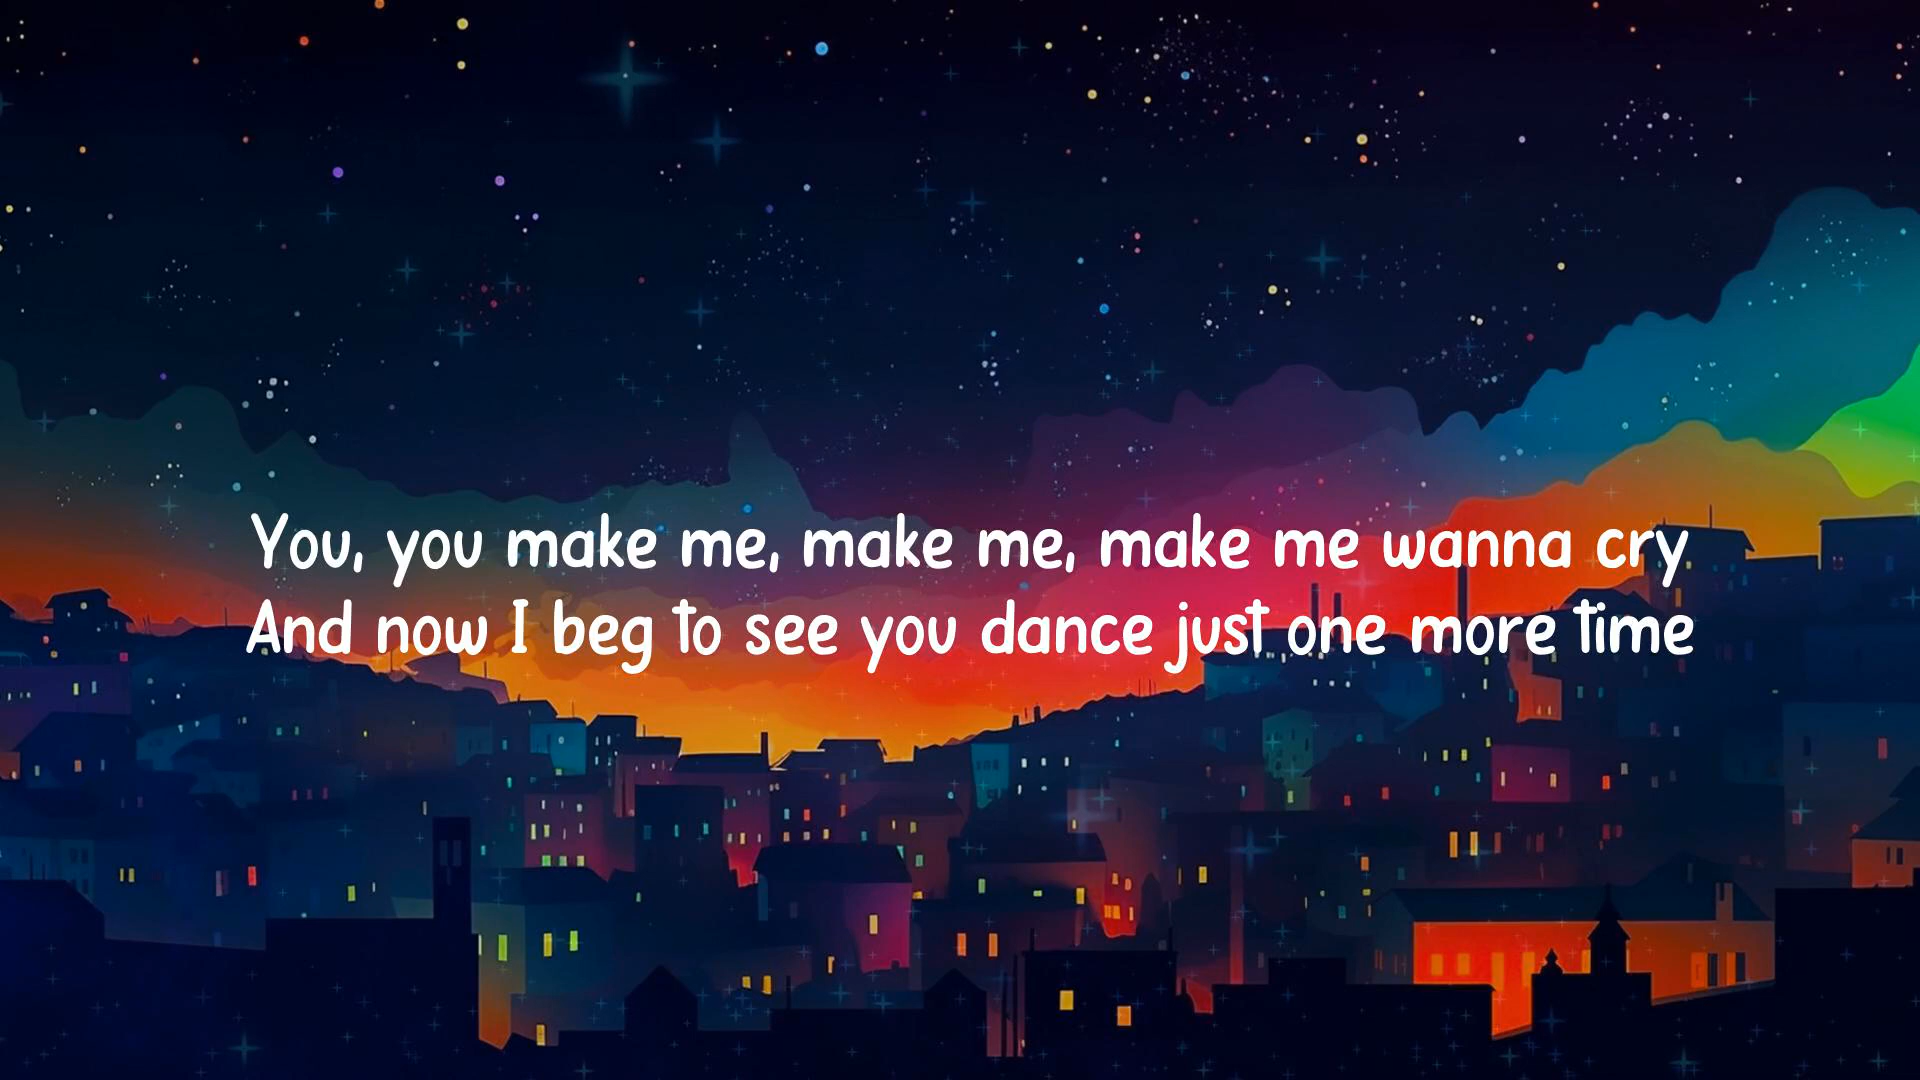 You, you make me, make me, make me wanna cry
And now I beg to see you dance just one more time